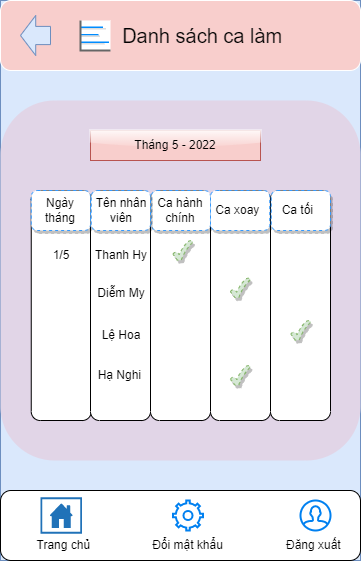 Danh sách ca làm
Tháng 5 - 2022
Ngày tháng
Tên nhân viên
Ca hành chính
Ca xoay
Ca tối
1/5
Thanh Hy
Diễm My
Lệ Hoa
Hạ Nghi
Trang chủ
Đổi mật khẩu
Đăng xuất